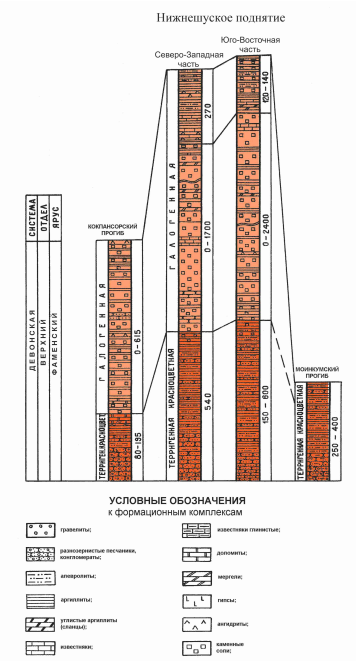 Нижнешуское поднятие
Юго-Восточная
часть
Северо-Западная
часть
СИСТЕМА
ОТДЕЛ
ЯРУС
ДЕВОНСКАЯ
ВЕРХНИЙ
ФАМЕНСКИЙ
КОКПАНСОРСКИЙ
ПРОГИБ
ГАЛОГЕННАЯ
0-615
ТЕРРИГЕН. КРАСНОЦВЕТ
80-195
ГАЛОГЕННАЯ
270
0-1700
ТЕРРИГЕННАЯ КРАСНОЦВЕТНАЯ
540
120-140
0-2400
150-600
МОИНКУМСКИЙ
ПРОГИБ
ТЕРРИГЕННАЯ КРАСНОЦВЕТНАЯ
250-400
УСЛОВНЫЕ ОБОЗНАЧЕНИЯ
к формационным комплексам
гравелиты;
разнозернистые песчаники,
конгломераты;
алевролиты;
аргиллиты;
углистые аргиллиты
(сланцы);
известняки;
известняки глинистые;
доломиты;
мергели;
гипсы;
ангидриты;
каменные
соли;